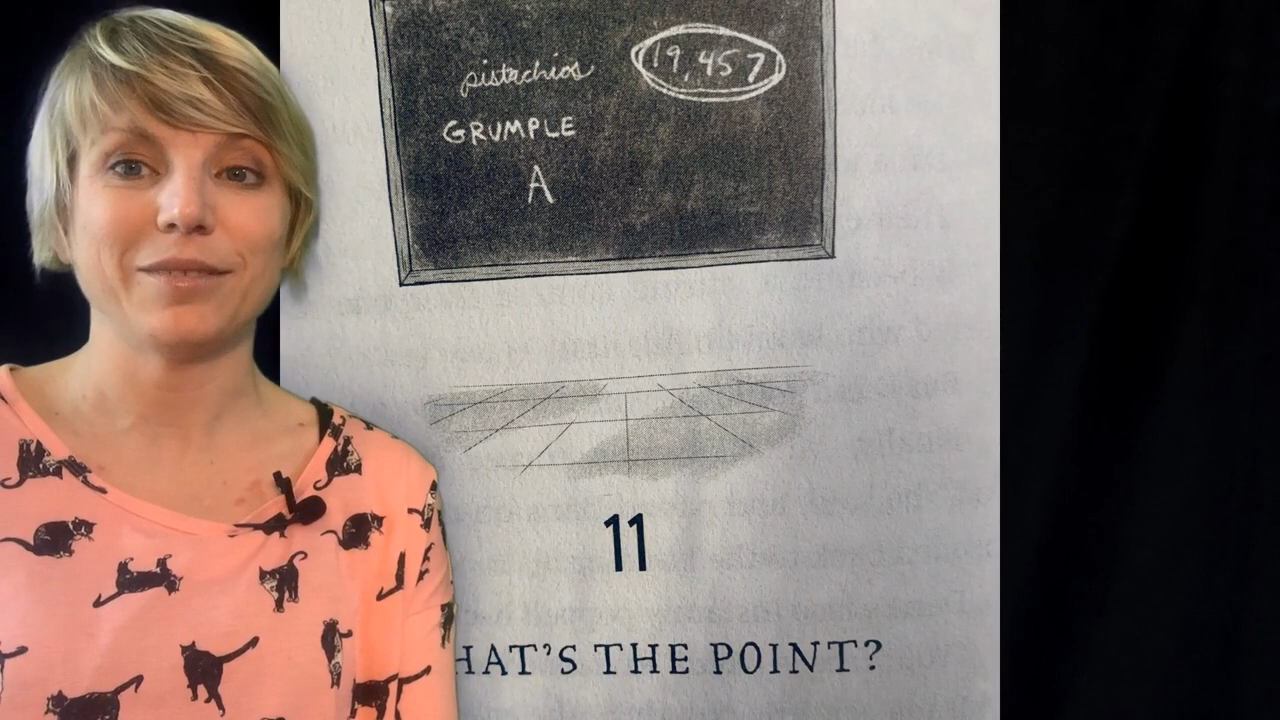 pistachios 19,457
GRUMPLE
A
11
HAT'S THE POINT?